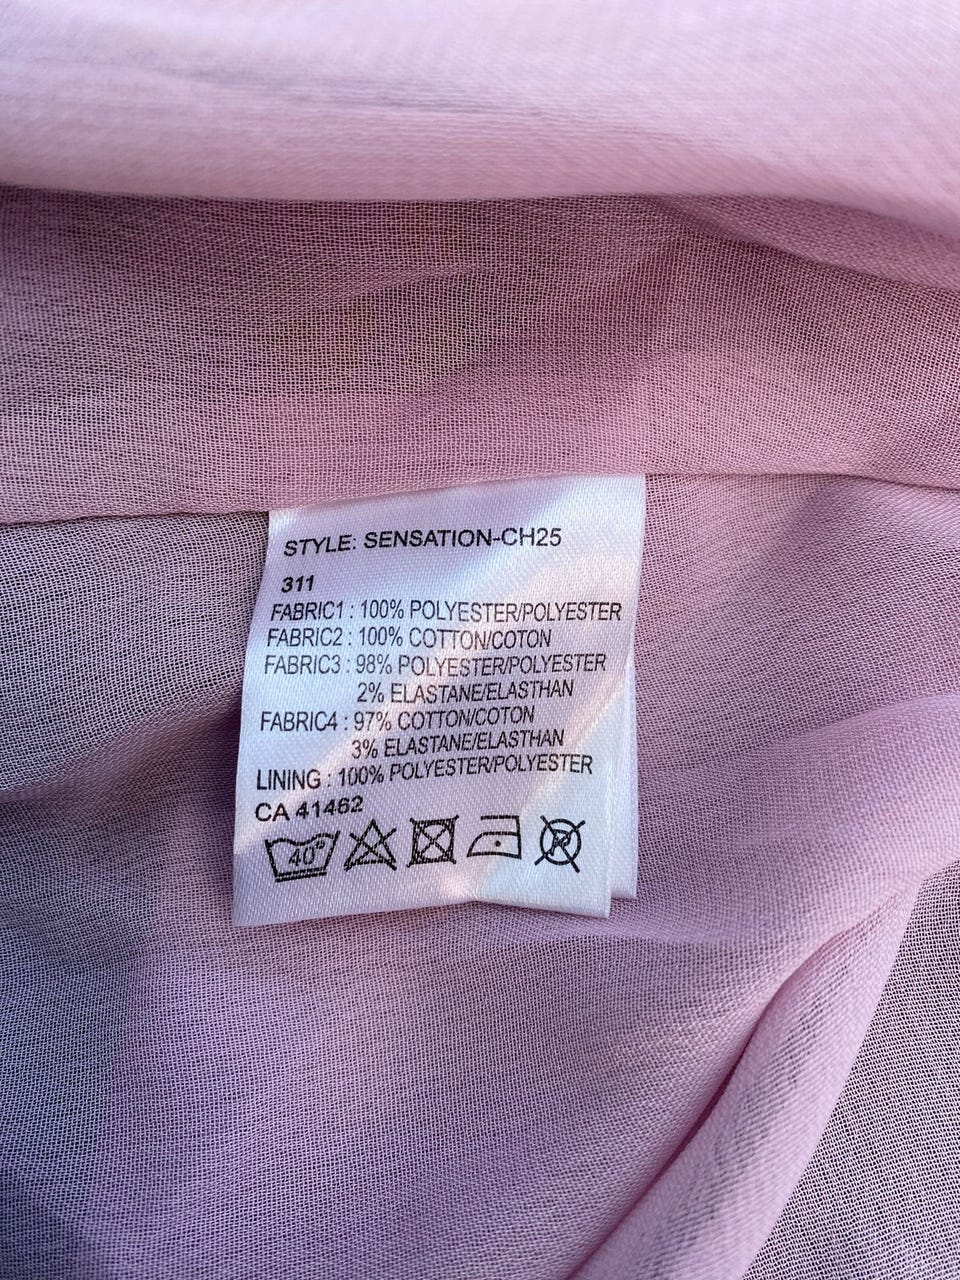 STYLE: SENSATION-CH25
311
FABRIC1 : 100% POLYESTER/POLYESTER
FABRIC2 : 100% COTTON/COTON
FABRIC3 : 98% POLYESTER/POLYESTER
2% ELASTANE/ELASTHAN
FABRIC4 : 97% COTTON/COTON
3% ELASTANE/ELASTHAN
LINING : 100% POLYESTER/POLYESTER
CA 41462
40° P